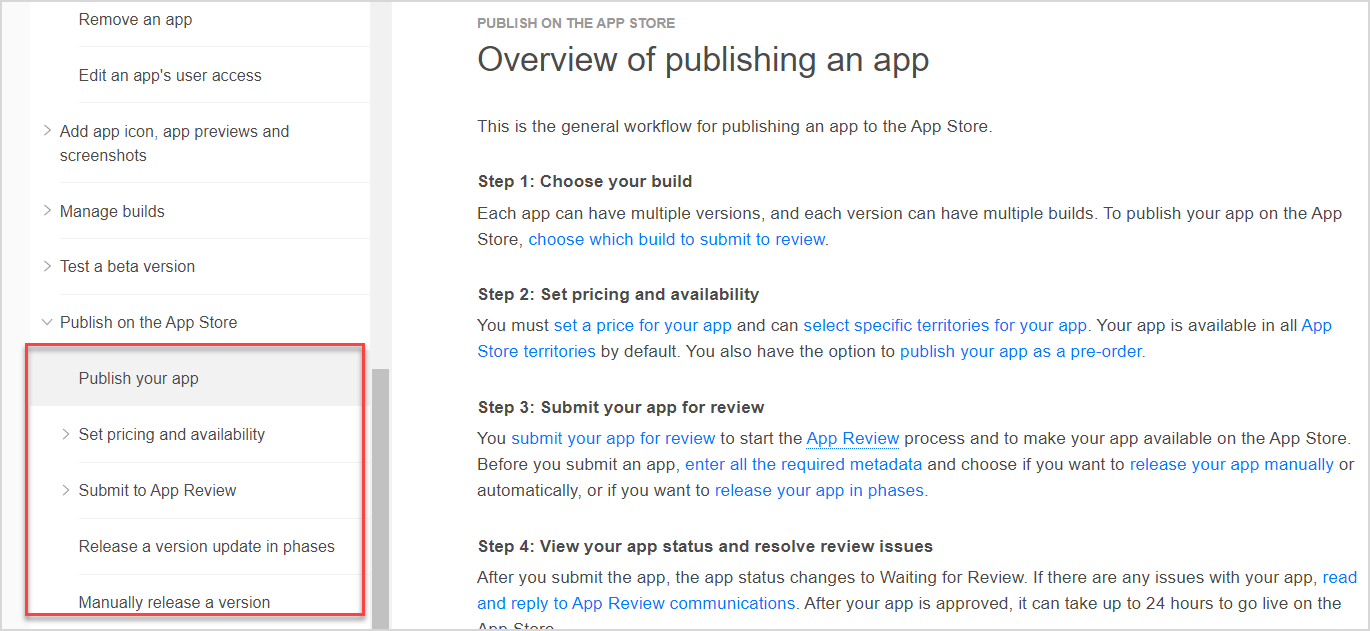 Remove an app
Edit an app's user access
Add app icon, app previews and
screenshots
Manage builds
Test a beta version
Publish on the App Store
Publish your app
Set pricing and availability
Submit to App Review
Release a version update in phases
Manually release a version
PUBLISH ON THE APP STORE
Overview of publishing an app
This is the general workflow for publishing an app to the App Store.
Step 1: Choose your build
Each app can have multiple versions, and each version can have multiple builds. To publish your app on the App
Store, choose which build to submit to review.
Step 2: Set pricing and availability
You must set a price for your app and can select specific territories for your app. Your app is available in all App
Store territories by default. You also have the option to publish your app as a pre-order.
Step 3: Submit your app for review
You submit your app for review to start the App Review process and to make your app available on the App Store.
Before you submit an app, enter all the required metadata and choose if you want to release your app manually or
automatically, or if you want to release your app in phases.
Step 4: View your app status and resolve review issues
After you submit the app, the app status changes to Waiting for Review. If there are any issues with your app, read
and reply to App Review communications. After your app is approved, it can take up to 24 hours to go live on the
App Store.